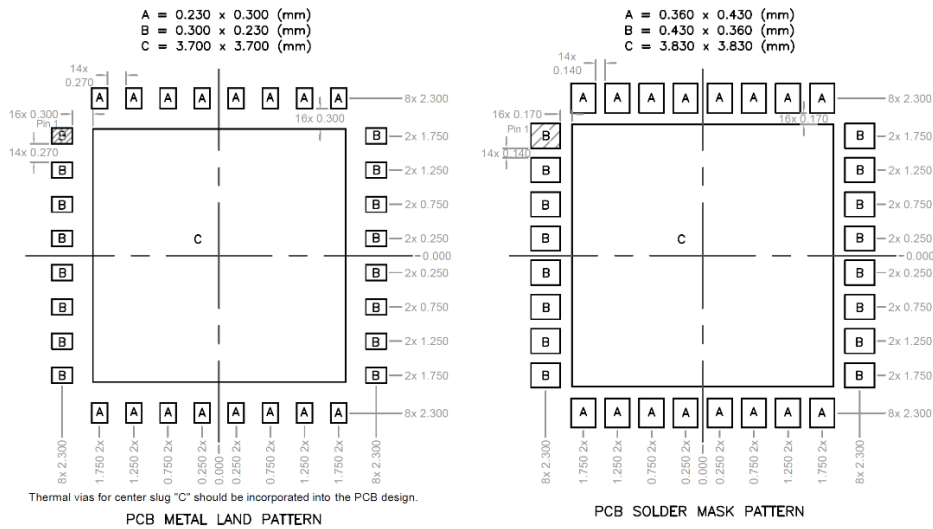 A = 0.230 x 0.300 (mm)
B = 0.300 x 0.230 (mm)
C = 3.700 x 3.700 (mm)
14x
0.270
A A A A A A A A
8x 2.300
16x 0.300
16x 0.300
Pin 1
B
B
2x 1.750
14x 0.270
B
B
2x 1.250
B
B
2x 0.750
B
C
B
2x 0.250
0.000
B
B
2x 0.250
B
B
2x 0.750
B
B
2x 1.250
B
B
2x 1.750
A A A A A A A A
8x 2.300
8x 2.300
1.750 2x
1.250 2x
0.750 2x
0.250 2x
0.000
0.250 2x
0.750 2x
1.250 2x
1.750 2x
8x 2.300
Thermal vias for center slug "C" should be incorporated into the PCB design.
PCB METAL LAND PATTERN
A = 0.360 x 0.430 (mm)
B = 0.430 x 0.360 (mm)
C = 3.830 x 3.830 (mm)
14x
0.140
A A A A A A A A
8x 2.300
16x 0.170
16x 0.170
Pin 1
B
B
2x 1.750
14x 0.140
B
B
2x 1.250
B
B
2x 0.750
B
C
B
2x 0.250
0.000
B
B
2x 0.250
B
B
2x 0.750
B
B
2x 1.250
B
B
2x 1.750
A A A A A A A A
8x 2.300
8x 2.300
1.750 2x
1.250 2x
0.750 2x
0.250 2x
0.000
0.250 2x
0.750 2x
1.250 2x
1.750 2x
8x 2.300
PCB SOLDER MASK PATTERN